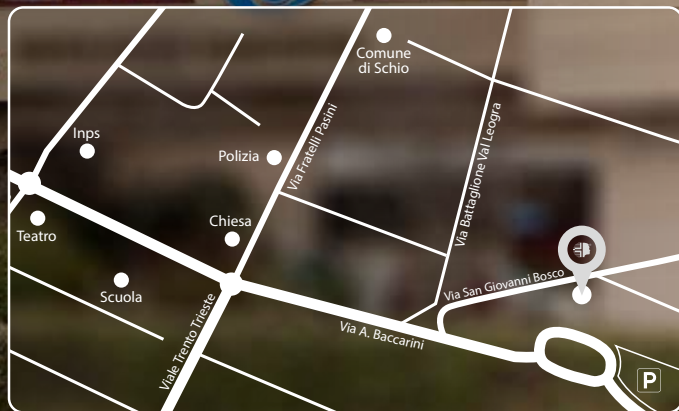 Comune
di Schio
Inps
Polizia
Via Fratelli Pasini
Via Battaglione Val Leogra
Teatro
Chiesa
Scuola
Viale Trento Trieste
Via San Giovanni Bosco
Via A. Baccarini
P